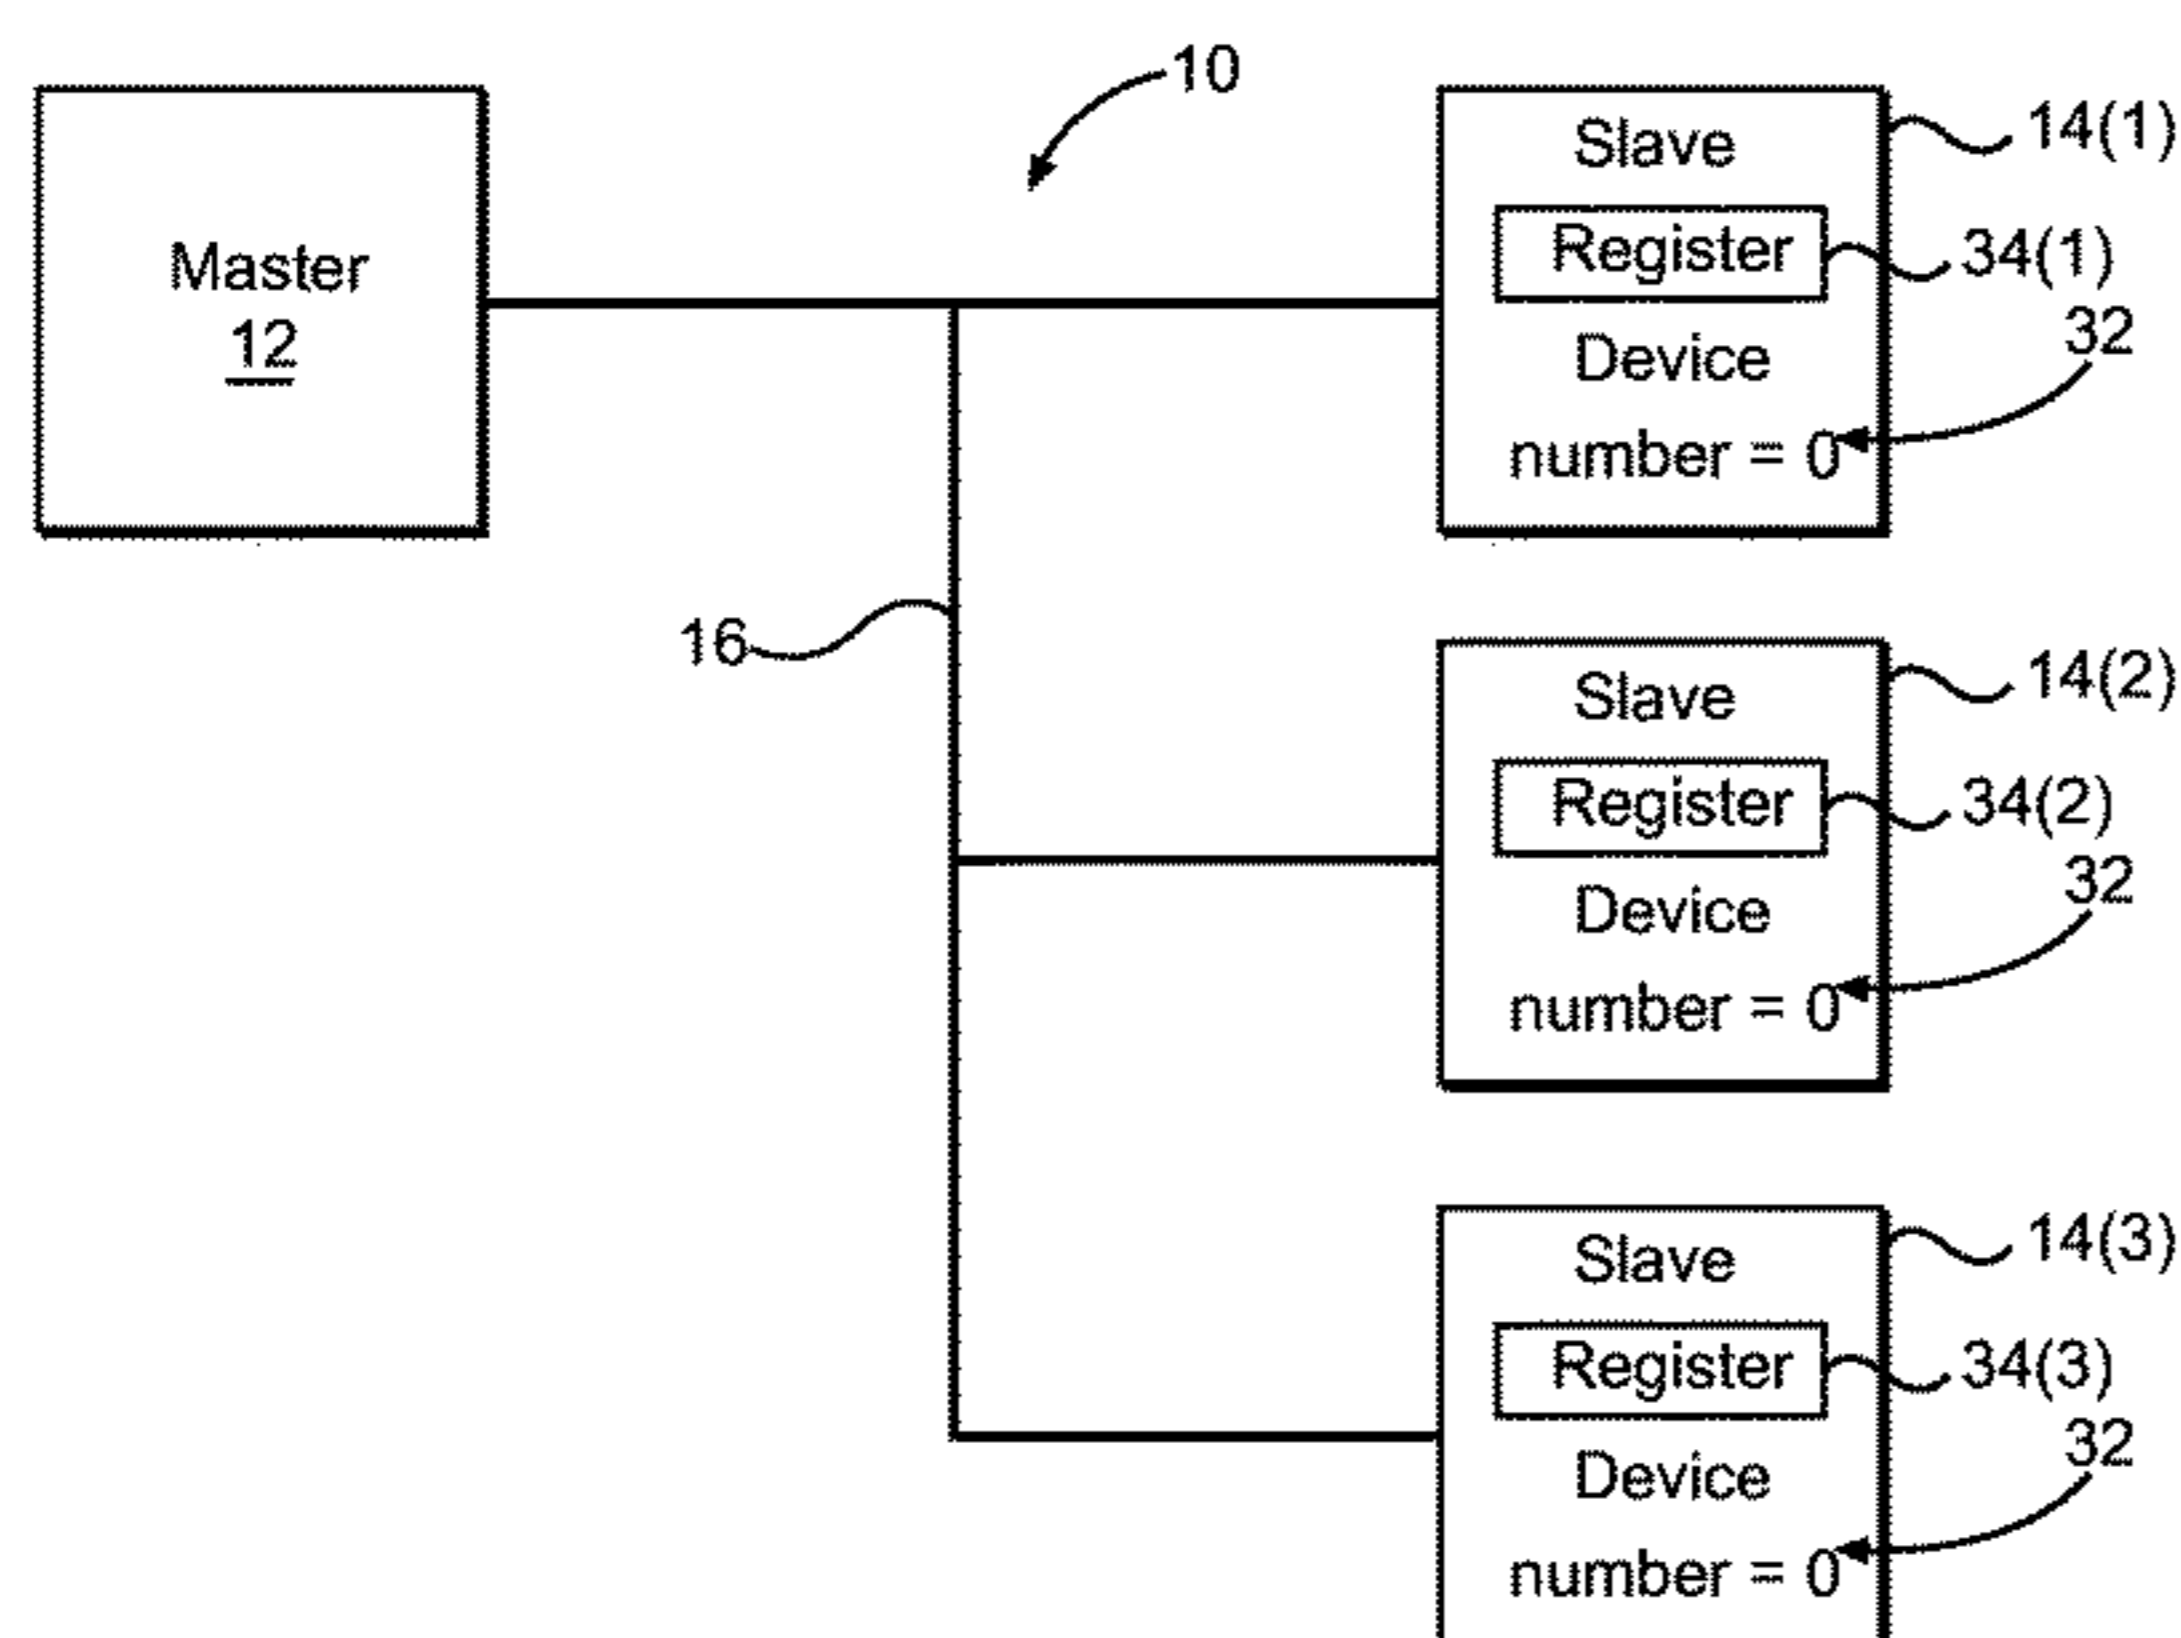 10
Master
12
Slave
14(1)
Register
34(1)
32
Device
number = 0
16
Slave
14(2)
Register
34(2)
32
Device
number = 0
Slave
14(3)
Register
34(3)
32
Device
number = 0